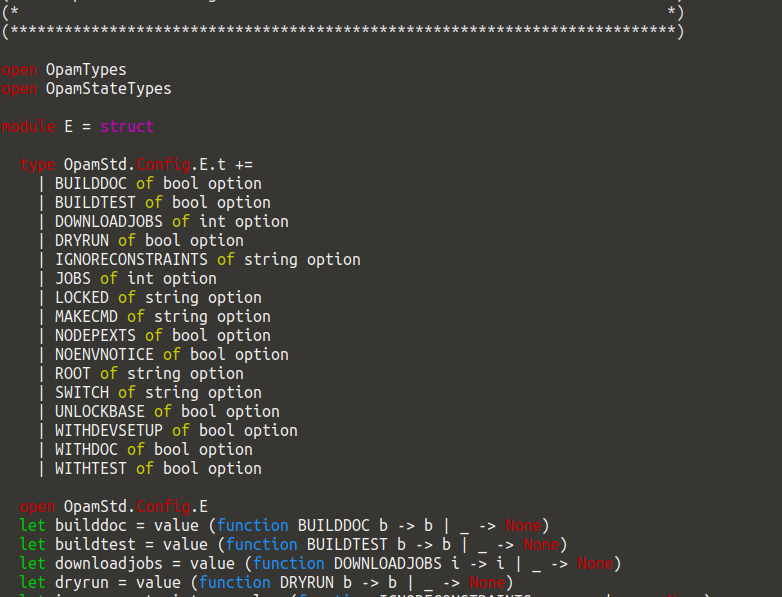 (*                                                                        *)
(**************************************************************************)
open OpamTypes
open OpamStateTypes
module E = struct
  type OpamStd.Config.E.t +=
    | BUILDDOC of bool option
    | BUILDTEST of bool option
    | DOWNLOADJOBS of int option
    | DRYRUN of bool option
    | IGNORECONSTRAINTS of string option
    | JOBS of int option
    | LOCKED of string option
    | MAKECMD of string option
    | NODEPEXTS of bool option
    | NOENVNOTICE of bool option
    | ROOT of string option
    | SWITCH of string option
    | UNLOCKBASE of bool option
    | WITHDEVSETUP of bool option
    | WITHDOC of bool option
    | WITHTEST of bool option
  open OpamStd.Config.E
  let builddoc = value (function BUILDDOC b -> b | _ -> None)
  let buildtest = value (function BUILDTEST b -> b | _ -> None)
  let downloadjobs = value (function DOWNLOADJOBS i -> i | _ -> None)
  let dryrun = value (function DRYRUN b -> b | _ -> None)